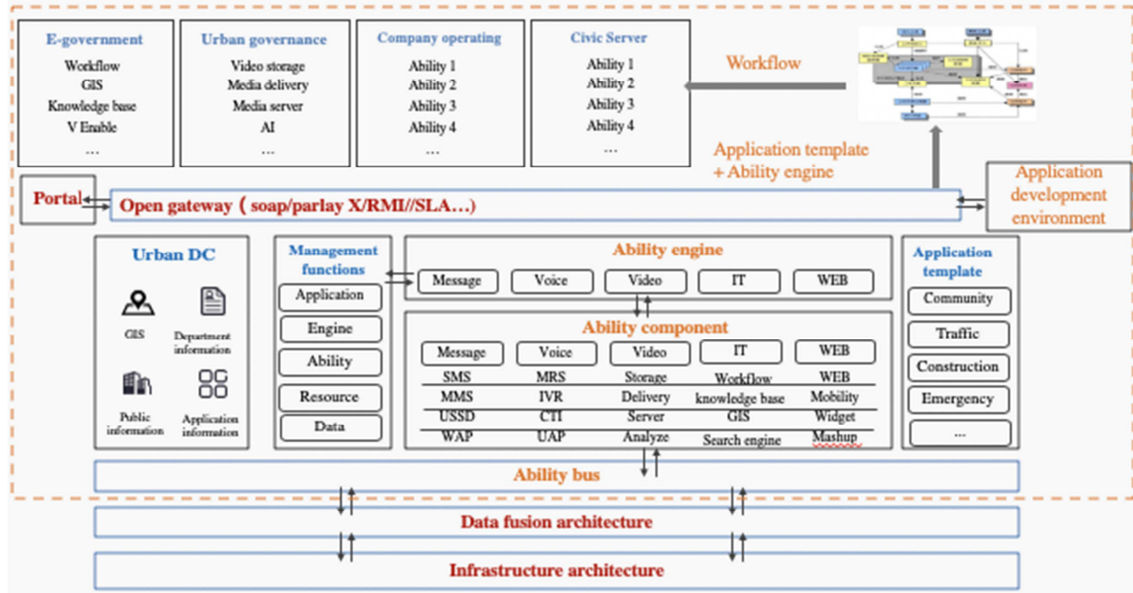 E-government
Workflow
GIS
Knowledge base
V Enable
...
Urban governance
Video storage
Media delivery
Media server
AI
...
Company operating
Ability 1
Ability 2
Ability 3
Ability 4
...
Civic Server
Ability 1
Ability 2
Ability 3
Ability 4
...
Workflow
Application template
+ Ability engine
Portal
Open gateway ( soap/parlay X/RMI//SLA...)
Application
development
environment
Urban DC
GIS
Department
information
Public
information
Application
information
Management
functions
Application
Engine
Ability
Resource
Data
Ability engine
Message Voice Video IT WEB
Ability component
Message Voice Video IT WEB
SMS MRS Storage Workflow WEB
MMS IVR Delivery knowledge base Mobility
USSD CTI Server GIS Widget
WAP UAP Analyze Search engine Mashup
Application
template
Community
Traffic
Construction
Emergency
...
Ability bus
Data fusion architecture
Infrastructure architecture